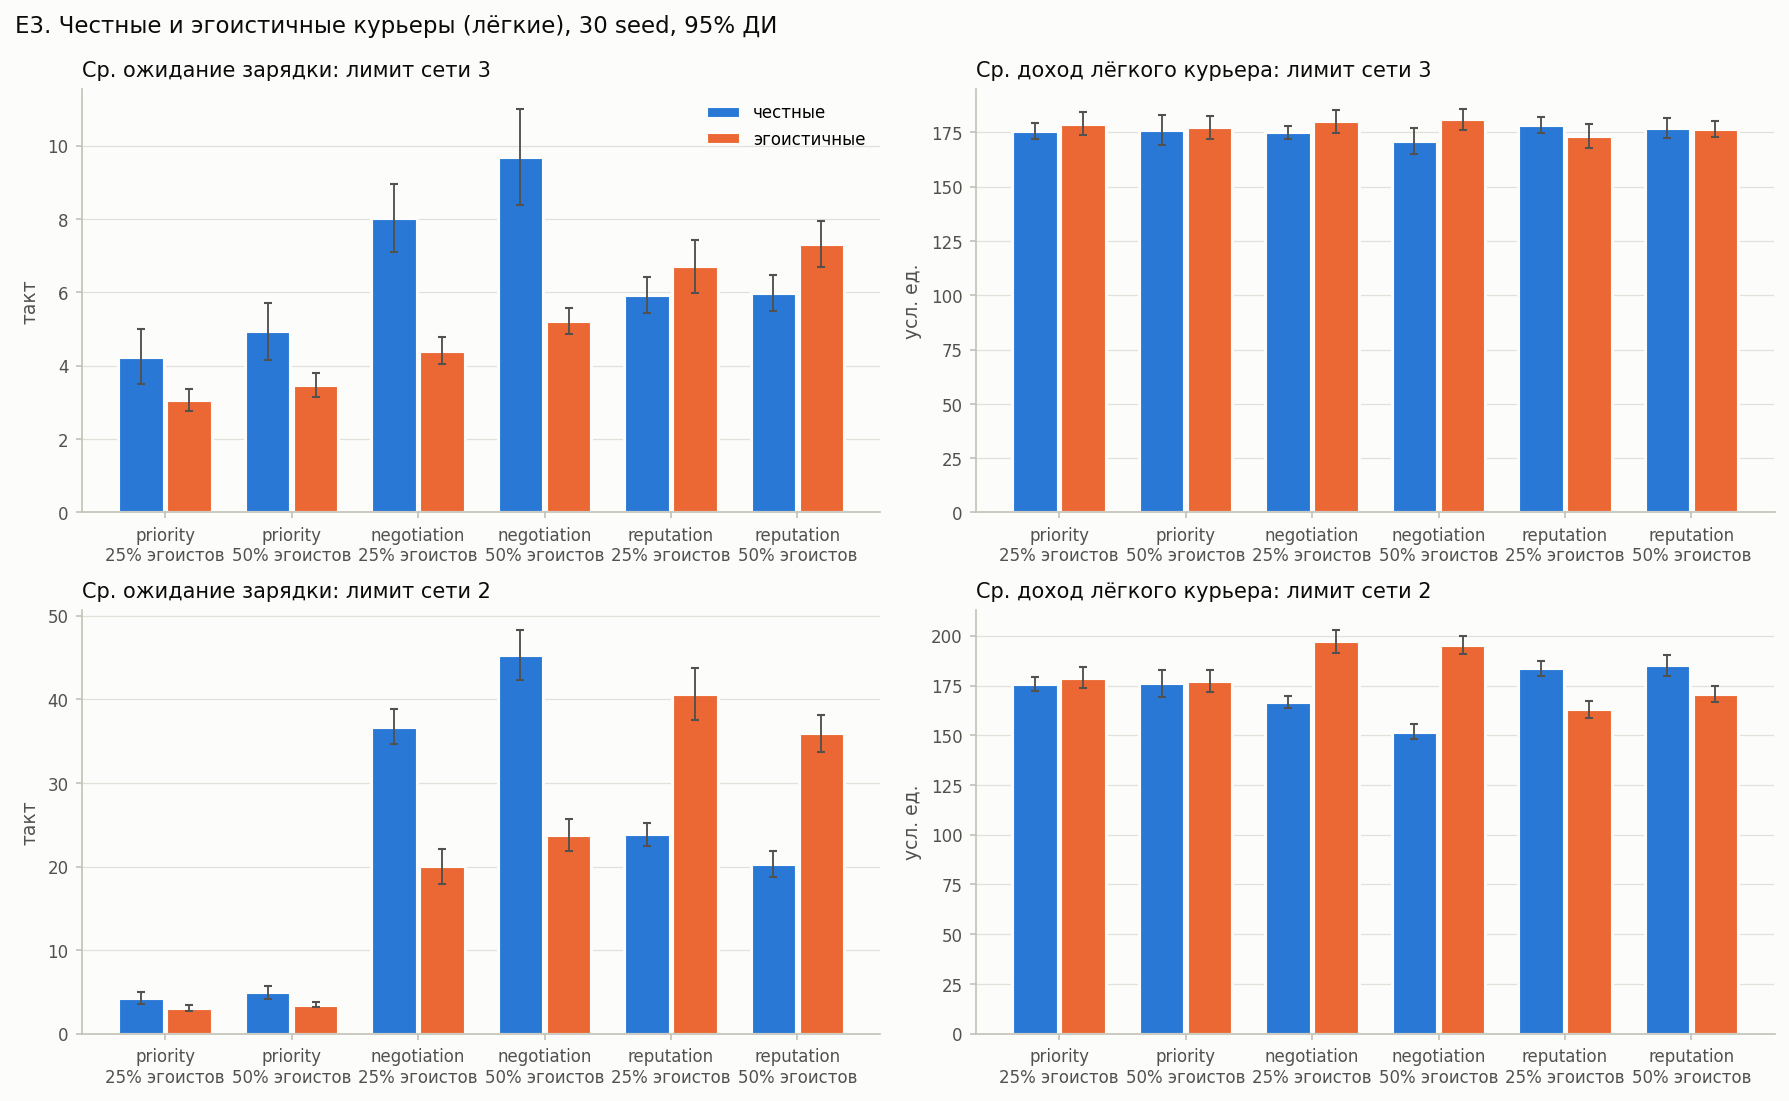 E3. Честные и эгоистичные курьеры (лёгкие), 30 seed, 95% ДИ
Ср. ожидание зарядки: лимит сети 3
честные
эгоистичные
такт
10
8
6
4
2
0
priority
25% эгоистов
priority
50% эгоистов
negotiation
25% эгоистов
negotiation
50% эгоистов
reputation
25% эгоистов
reputation
50% эгоистов
Ср. доход лёгкого курьера: лимит сети 3
усл. ед.
175
150
125
100
75
50
25
0
priority
25% эгоистов
priority
50% эгоистов
negotiation
25% эгоистов
negotiation
50% эгоистов
reputation
25% эгоистов
reputation
50% эгоистов
Ср. ожидание зарядки: лимит сети 2
такт
50
40
30
20
10
0
priority
25% эгоистов
priority
50% эгоистов
negotiation
25% эгоистов
negotiation
50% эгоистов
reputation
25% эгоистов
reputation
50% эгоистов
Ср. доход лёгкого курьера: лимит сети 2
усл. ед.
200
175
150
125
100
75
50
25
0
priority
25% эгоистов
priority
50% эгоистов
negotiation
25% эгоистов
negotiation
50% эгоистов
reputation
25% эгоистов
reputation
50% эгоистов